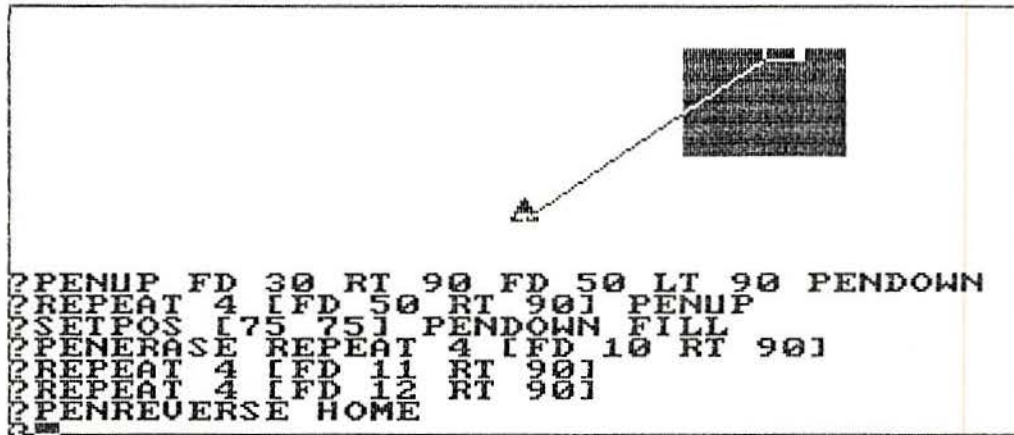 ?PENUP FD 30 RT 90 FD 50 LT 90 PENDOWN
?REPEAT 4 [FD 50 RT 90] PENUP
?SETPOS [75 75] PENDOWN FILL
?PENERASE REPEAT 4 [FD 10 RT 90]
?REPEAT 4 [FD 11 RT 90]
?REPEAT 4 [FD 12 RT 90]
?PENREVERSE HOME
?